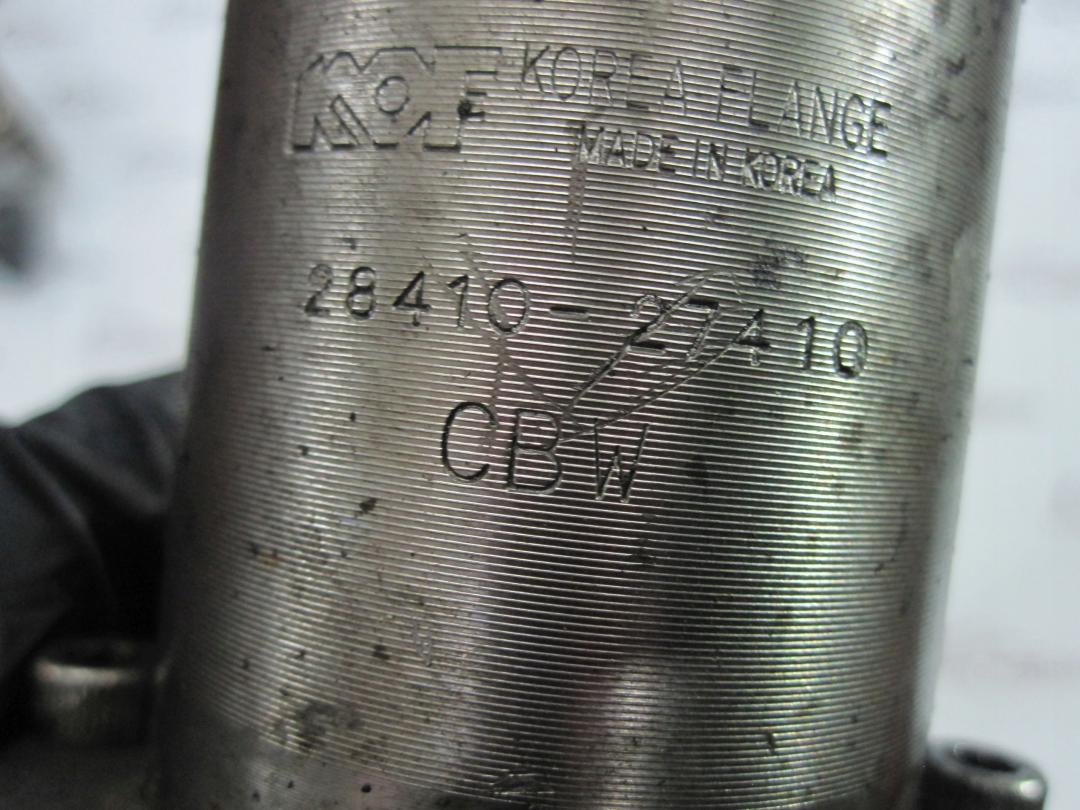 KOF KOREA FLANGE
MADE IN KOREA
28410-27410
CBW